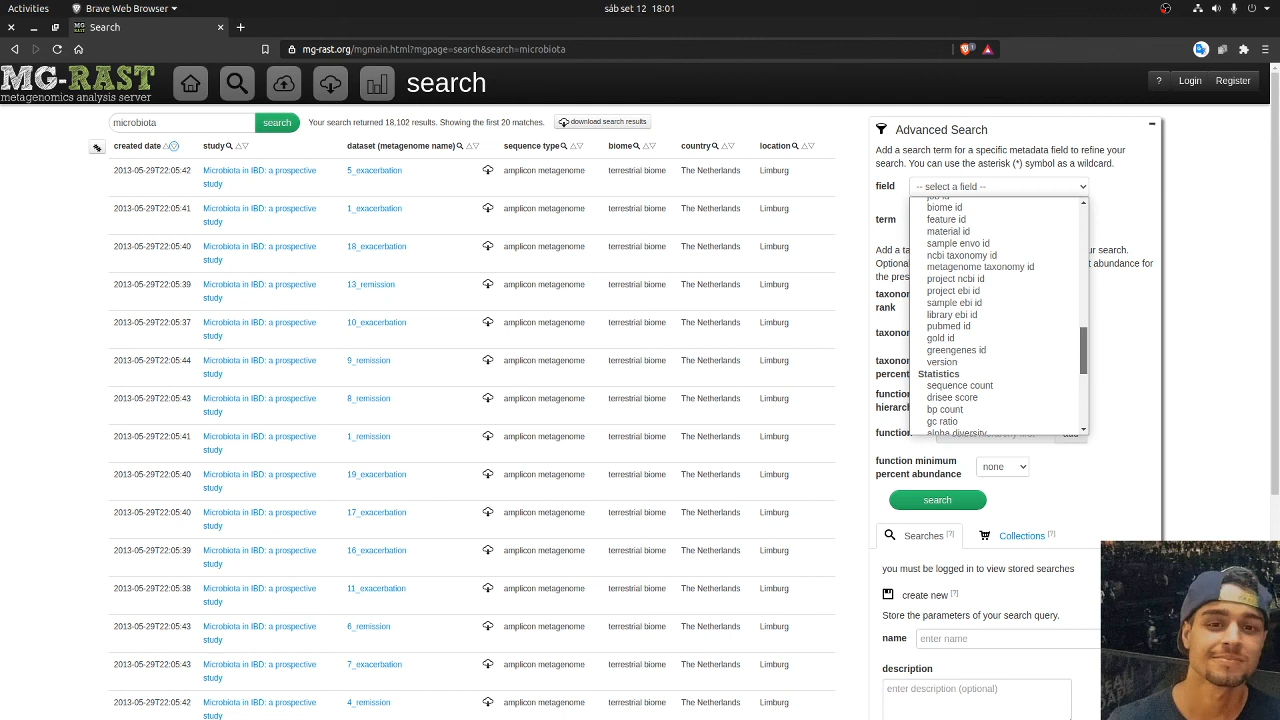 Activities
Brave Web Browser
sáb set 12 18:01
Search
mg-rast.org/mgmain.html?mgpage=search&search=microbiota
MG-RAST
metagenomics analysis server
search
?
Login
Register
microbiota
search
Your search returned 18,102 results. Showing the first 20 matches.
download search results
created date study dataset (metagenome name) sequence type biome country location
2013-05-29T22:05:42 Microbiota in IBD: a prospective 5_exacerbation amplicon metagenome terrestrial biome The Netherlands Limburg
study
2013-05-29T22:05:41 Microbiota in IBD: a prospective 1_exacerbation amplicon metagenome terrestrial biome The Netherlands Limburg
study
2013-05-29T22:05:40 Microbiota in IBD: a prospective 18_exacerbation amplicon metagenome terrestrial biome The Netherlands Limburg
study
2013-05-29T22:05:39 Microbiota in IBD: a prospective 13_remission amplicon metagenome terrestrial biome The Netherlands Limburg
study
2013-05-29T22:05:37 Microbiota in IBD: a prospective 10_exacerbation amplicon metagenome terrestrial biome The Netherlands Limburg
study
2013-05-29T22:05:44 Microbiota in IBD: a prospective 9_remission amplicon metagenome terrestrial biome The Netherlands Limburg
study
2013-05-29T22:05:43 Microbiota in IBD: a prospective 8_remission amplicon metagenome terrestrial biome The Netherlands Limburg
study
2013-05-29T22:05:41 Microbiota in IBD: a prospective 1_remission amplicon metagenome terrestrial biome The Netherlands Limburg
study
2013-05-29T22:05:40 Microbiota in IBD: a prospective 19_exacerbation amplicon metagenome terrestrial biome The Netherlands Limburg
study
2013-05-29T22:05:40 Microbiota in IBD: a prospective 17_exacerbation amplicon metagenome terrestrial biome The Netherlands Limburg
study
2013-05-29T22:05:39 Microbiota in IBD: a prospective 16_exacerbation amplicon metagenome terrestrial biome The Netherlands Limburg
study
2013-05-29T22:05:38 Microbiota in IBD: a prospective 11_exacerbation amplicon metagenome terrestrial biome The Netherlands Limburg
study
2013-05-29T22:05:43 Microbiota in IBD: a prospective 6_remission amplicon metagenome terrestrial biome The Netherlands Limburg
study
2013-05-29T22:05:43 Microbiota in IBD: a prospective 7_exacerbation amplicon metagenome terrestrial biome The Netherlands Limburg
study
2013-05-29T22:05:42 Microbiota in IBD: a prospective 4_remission amplicon metagenome terrestrial biome The Netherlands Limburg
study
Advanced Search
Add a search term for a specific metadata field to refine your
search. You can use the asterisk (*) symbol as a wildcard.
field -- select a field --
biome id
feature id
material id
sample envo id
ncbi taxonomy id
metagenome taxonomy id
project ncbi id
project ebi id
sample ebi id
library ebi id
pubmed id
gold id
greengenes id
version
Statistics
sequence count
drisee score
bp count
gc ratio
alpha diversity
term
Add a ta
ur search.
Optiona
t abundance for
the pres
taxono
rank
taxono
taxono
percent
function
hierarch
function
add
function minimum
percent abundance
none
search
Searches [?]
Collections [?]
you must be logged in to view stored searches
create new [?]
Store the parameters of your search query.
name enter name
description
enter description (optional)